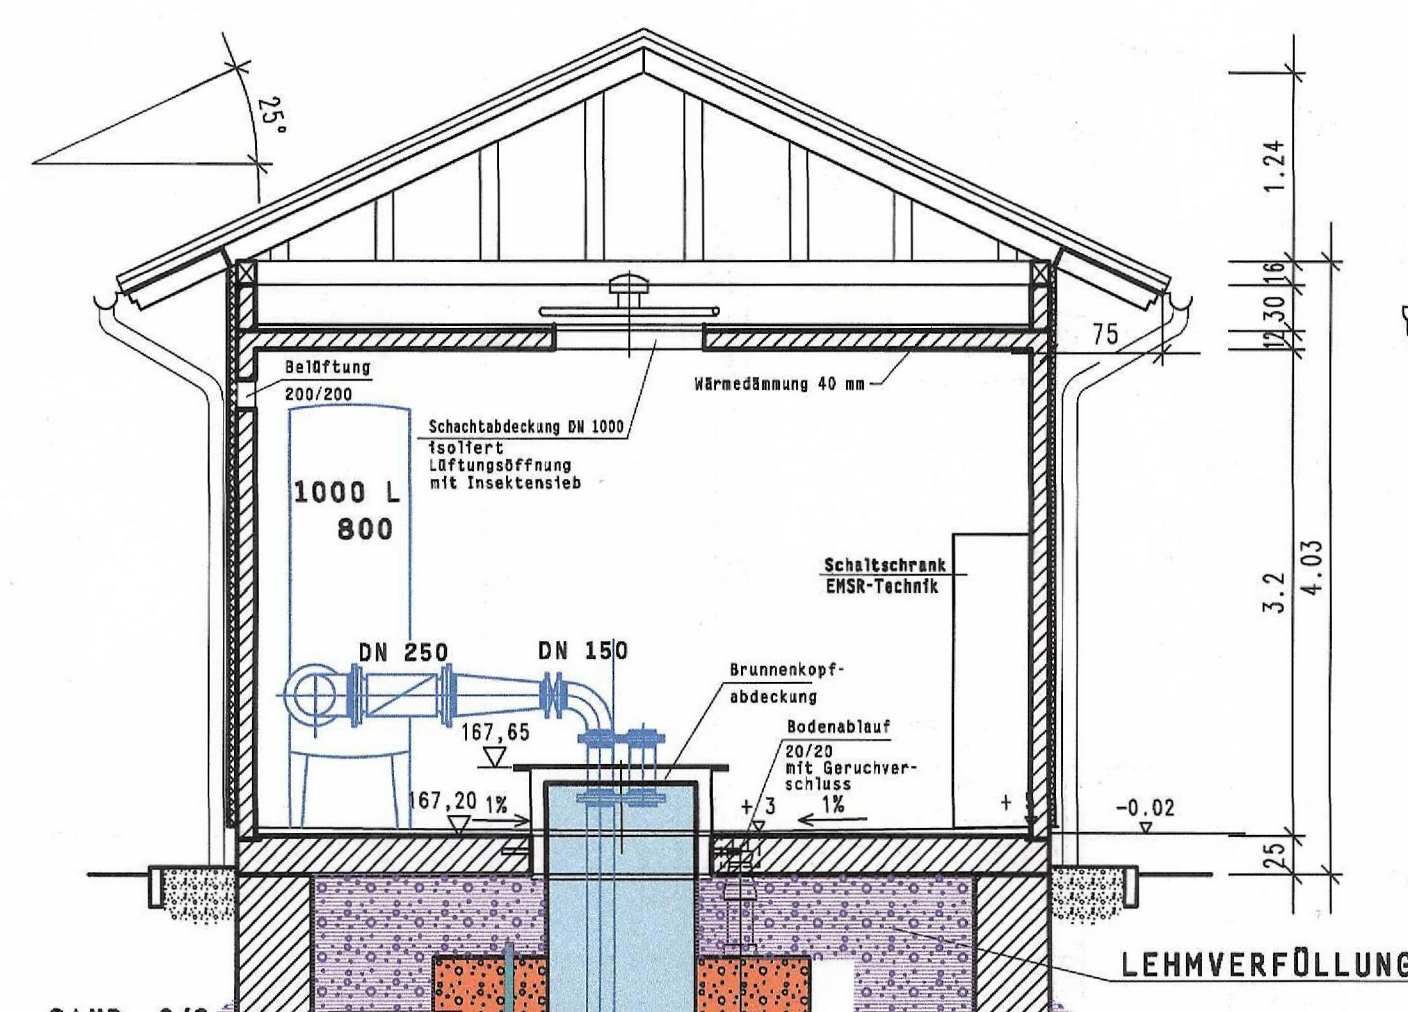 25°
1.24
16
30
12
75
Belüftung
200/200
Wärmedämmung 40 mm
Schachtabdeckung DN 1000
isoliert
Lüftungsöffnung
mit Insektensieb
1000 L
800
Schaltschrank
EMSR-Technik
3.2
4.03
DN 250
DN 150
Brunnenkopf-
abdeckung
167,65
Bodenablauf
20/20
mit Geruchver-
schluss
167,20
1%
+ 3
1%
+
-0.02
25
LEHMVERFÜLLUNG